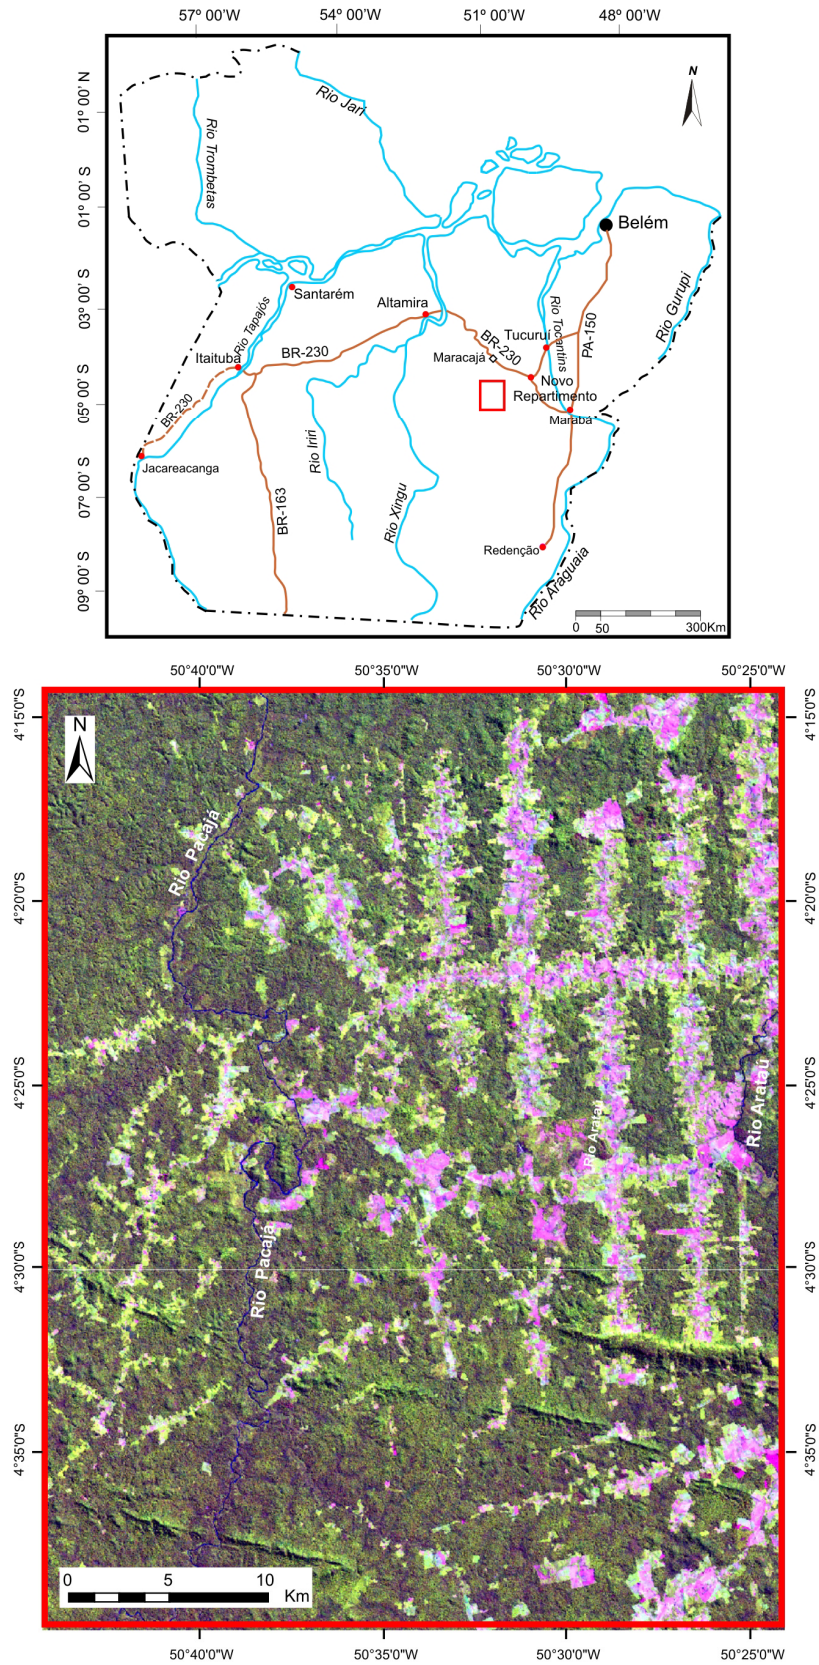 57° 00'W 54° 00'W 51° 00'W 48° 00'W
01° 00' N
01° 00' S
03° 00' S
05° 00' S
07° 00' S
09° 00' S
N
Rio Jari
Rio Trombetas
Belém
Rio Gurupi
Santarém
Altamira
Rio Tapajós
Rio Tocantins
PA-150
Tucuruí
BR-230
Maracajá
Itaituba
BR-230
Novo
Repartimento
Marabá
BR-230
Jacareacanga
Rio Iriri
Rio Xingu
BR-163
Redenção
Rio Araguaia
0 50 300Km
50°40'0"W 50°35'0"W 50°30'0"W 50°25'0"W
4°15'0"S 4°15'0"S
N
Rio Pacajá
4°20'0"S 4°20'0"S
4°25'0"S 4°25'0"S
Rio Arataú
Rio Arataú
Rio Pacajá
4°30'0"S 4°30'0"S
4°35'0"S 4°35'0"S
0 5 10
Km
50°40'0"W 50°35'0"W 50°30'0"W 50°25'0"W